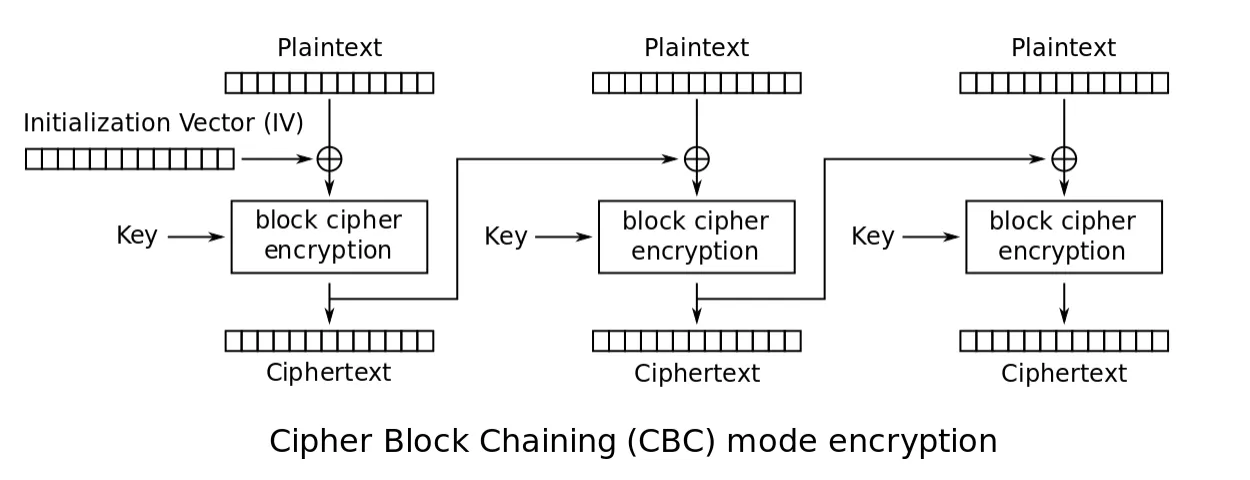 Plaintext
Plaintext
Plaintext
Initialization Vector (IV)
Key
block cipher
encryption
Key
block cipher
encryption
Key
block cipher
encryption
Ciphertext
Ciphertext
Ciphertext
Cipher Block Chaining (CBC) mode encryption